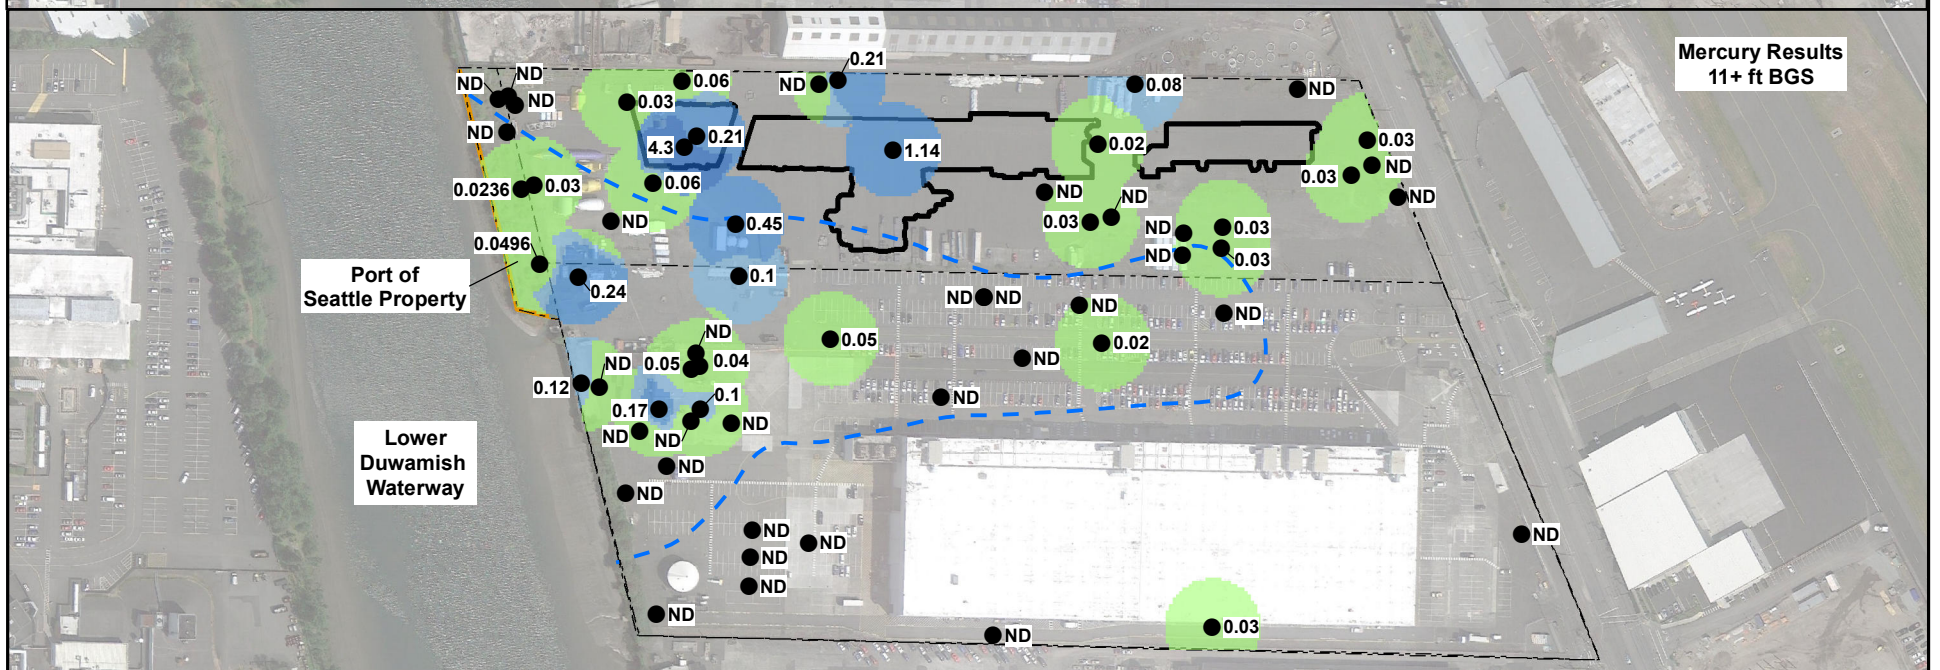 Mercury Results
11+ ft BGS
ND
ND
ND
ND
0.06
0.03
ND
0.21
0.08
ND
0.21
4.3
1.14
0.02
0.03
ND
0.03
ND
0.0236
0.03
0.06
ND
ND
0.03
ND
0.45
ND
0.03
ND
0.03
0.0496
Port of
Seattle Property
0.24
0.1
ND
ND
ND
ND
0.05
0.02
ND
ND
0.05
0.04
ND
0.12
0.17
0.1
ND
ND
ND
ND
Lower
Duwamish
Waterway
ND
ND
ND
ND
ND
ND
ND
ND
ND
0.03